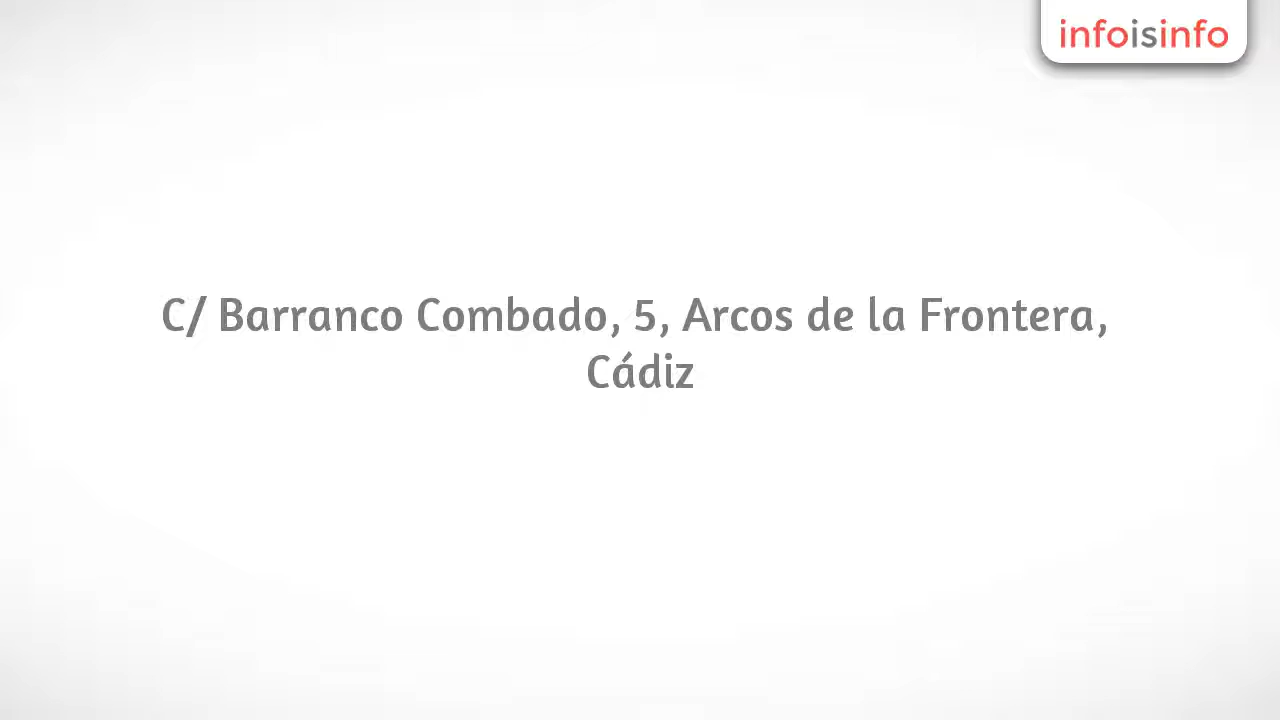 infoisinfo
C/ Barranco Combado, 5, Arcos de la Frontera,
Cádiz